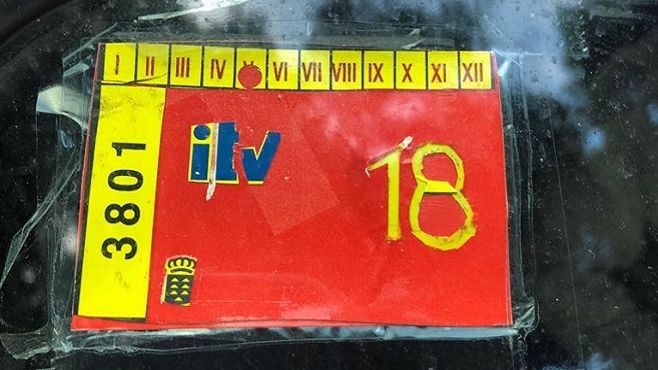 I II III IV V VI VII VIII IX X XI XII
3801
itv
18